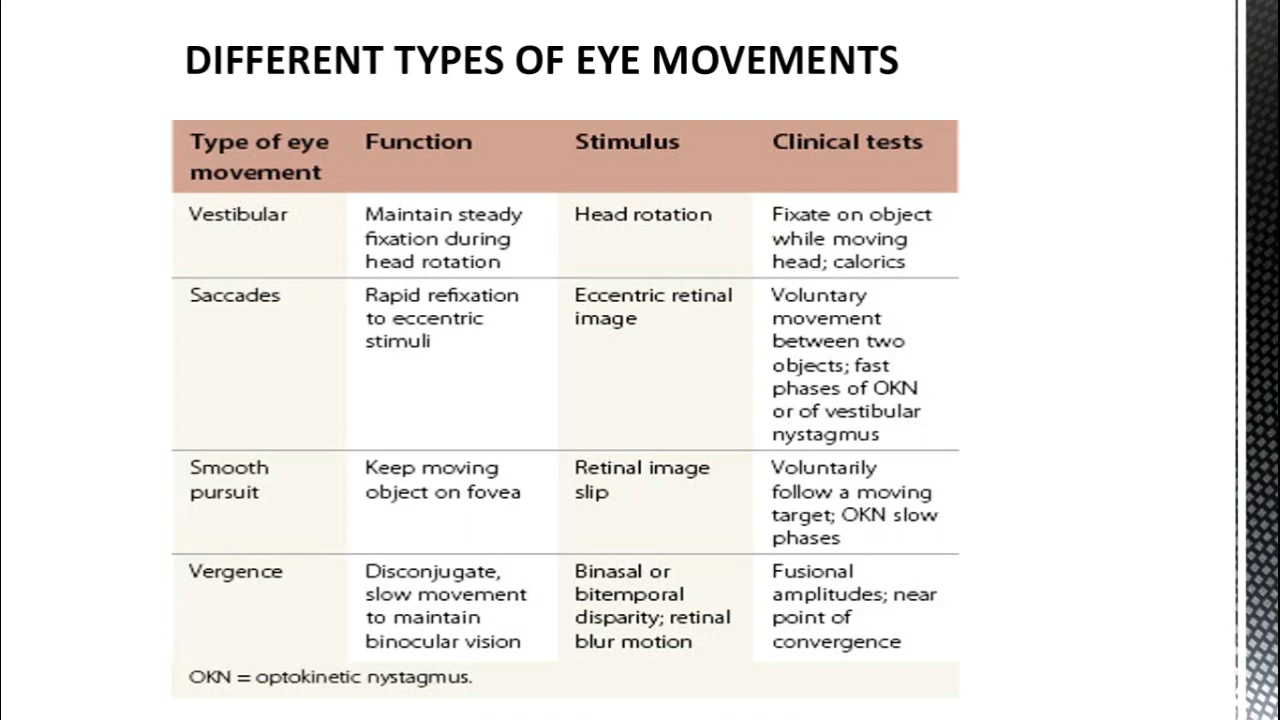 DIFFERENT TYPES OF EYE MOVEMENTS
Type of eye movement Function Stimulus Clinical tests
Vestibular
Maintain steady
fixation during
head rotation
Head rotation
Fixate on object
while moving
head; calorics
Saccades
Rapid refixation
to eccentric
stimuli
Eccentric retinal
image
Voluntary
movement
between two
objects; fast
phases of OKN
or of vestibular
nystagmus
Smooth
pursuit
Keep moving
object on fovea
Retinal image
slip
Voluntarily
follow a moving
target; OKN slow
phases
Vergence
Disconjugate,
slow movement
to maintain
binocular vision
Binasal or
bitemporal
disparity; retinal
blur motion
Fusional
amplitudes; near
point of
convergence
OKN = optokinetic nystagmus.